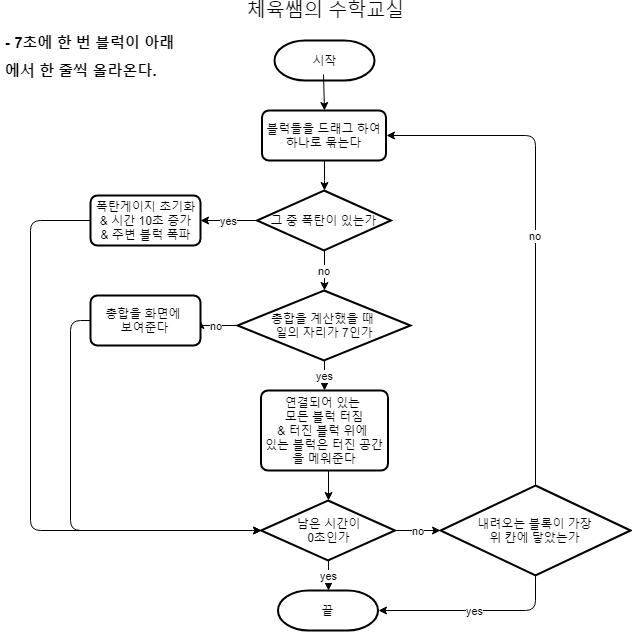 체육쌤의 수학교실
- 7초에 한 번 블럭이 아래
에서 한 줄씩 올라온다.
시작
블럭들을 드래그 하여
하나로 묶는다
그 중 폭탄이 있는가
yes
폭탄게이지 초기화
& 시간 10초 증가
& 주변 블럭 폭파
no
no
총합을 계산했을 때
일의 자리가 7인가
no
총합을 화면에
보여준다
yes
연결되어 있는
모든 블럭 터짐
& 터진 블럭 위에
있는 블럭은 터진 공간
을 메워준다
남은 시간이
0초인가
no
내려오는 블록이 가장
위 칸에 닿았는가
yes
끝
yes